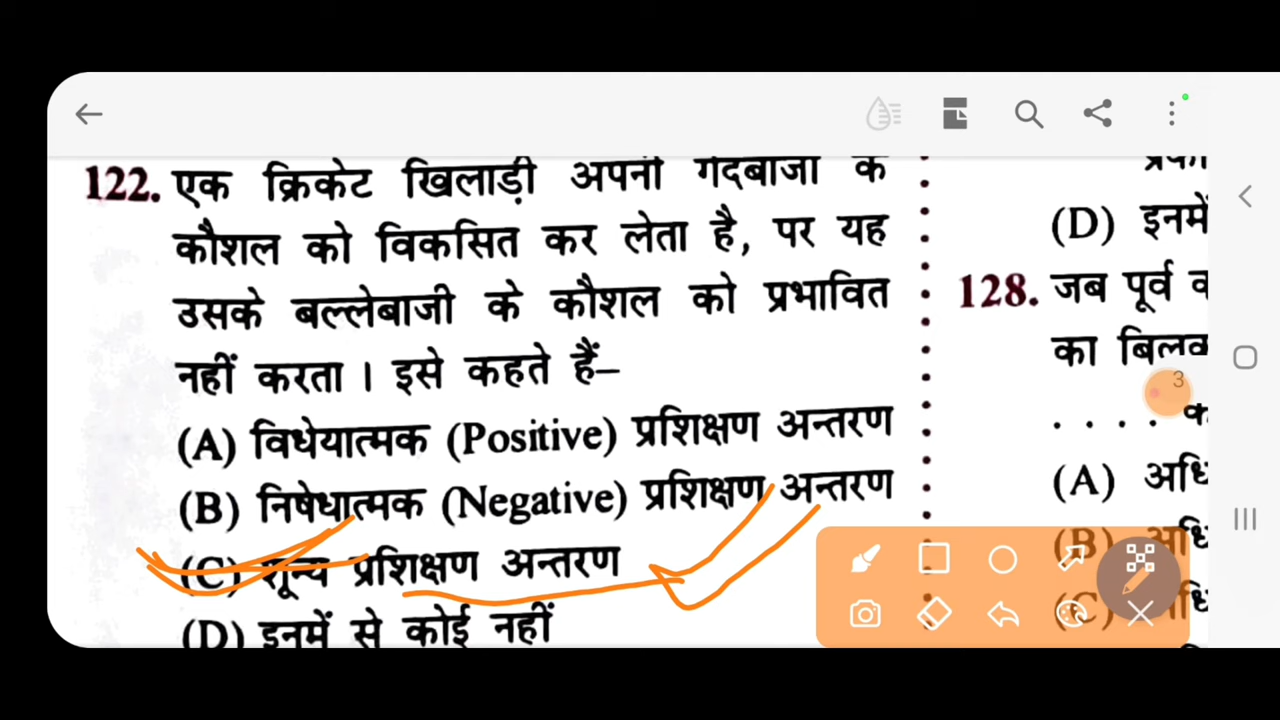 122. एक क्रिकेट खिलाड़ी अपनी गेंदबाजी के
कौशल को विकसित कर लेता है, पर यह
उसके बल्लेबाजी के कौशल को प्रभावित
नहीं करता । इसे कहते हैं–
(A) विधेयात्मक (Positive) प्रशिक्षण अन्तरण
(B) निषेधात्मक (Negative) प्रशिक्षण अन्तरण
(C) शून्य प्रशिक्षण अन्तरण
(D) इनमें से कोई नहीं
(D) इनमें
128. जब पूर्व
का
(A)
(B)
(C)
3